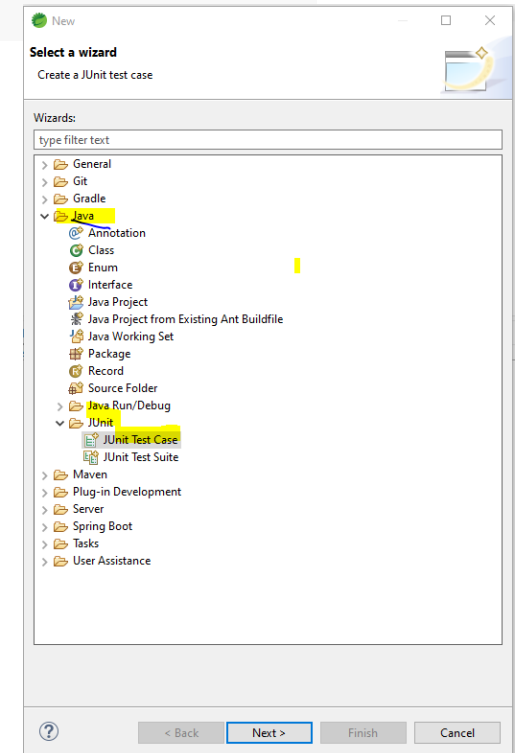 New
Select a wizard
Create a JUnit test case
Wizards:
type filter text
General
Git
Gradle
Java
Annotation
Class
Enum
Interface
Java Project
Java Project from Existing Ant Buildfile
Java Working Set
Package
Record
Source Folder
Java Run/Debug
JUnit
JUnit Test Case
JUnit Test Suite
Maven
Plug-in Development
Server
Spring Boot
Tasks
User Assistance
? < Back Next > Finish Cancel